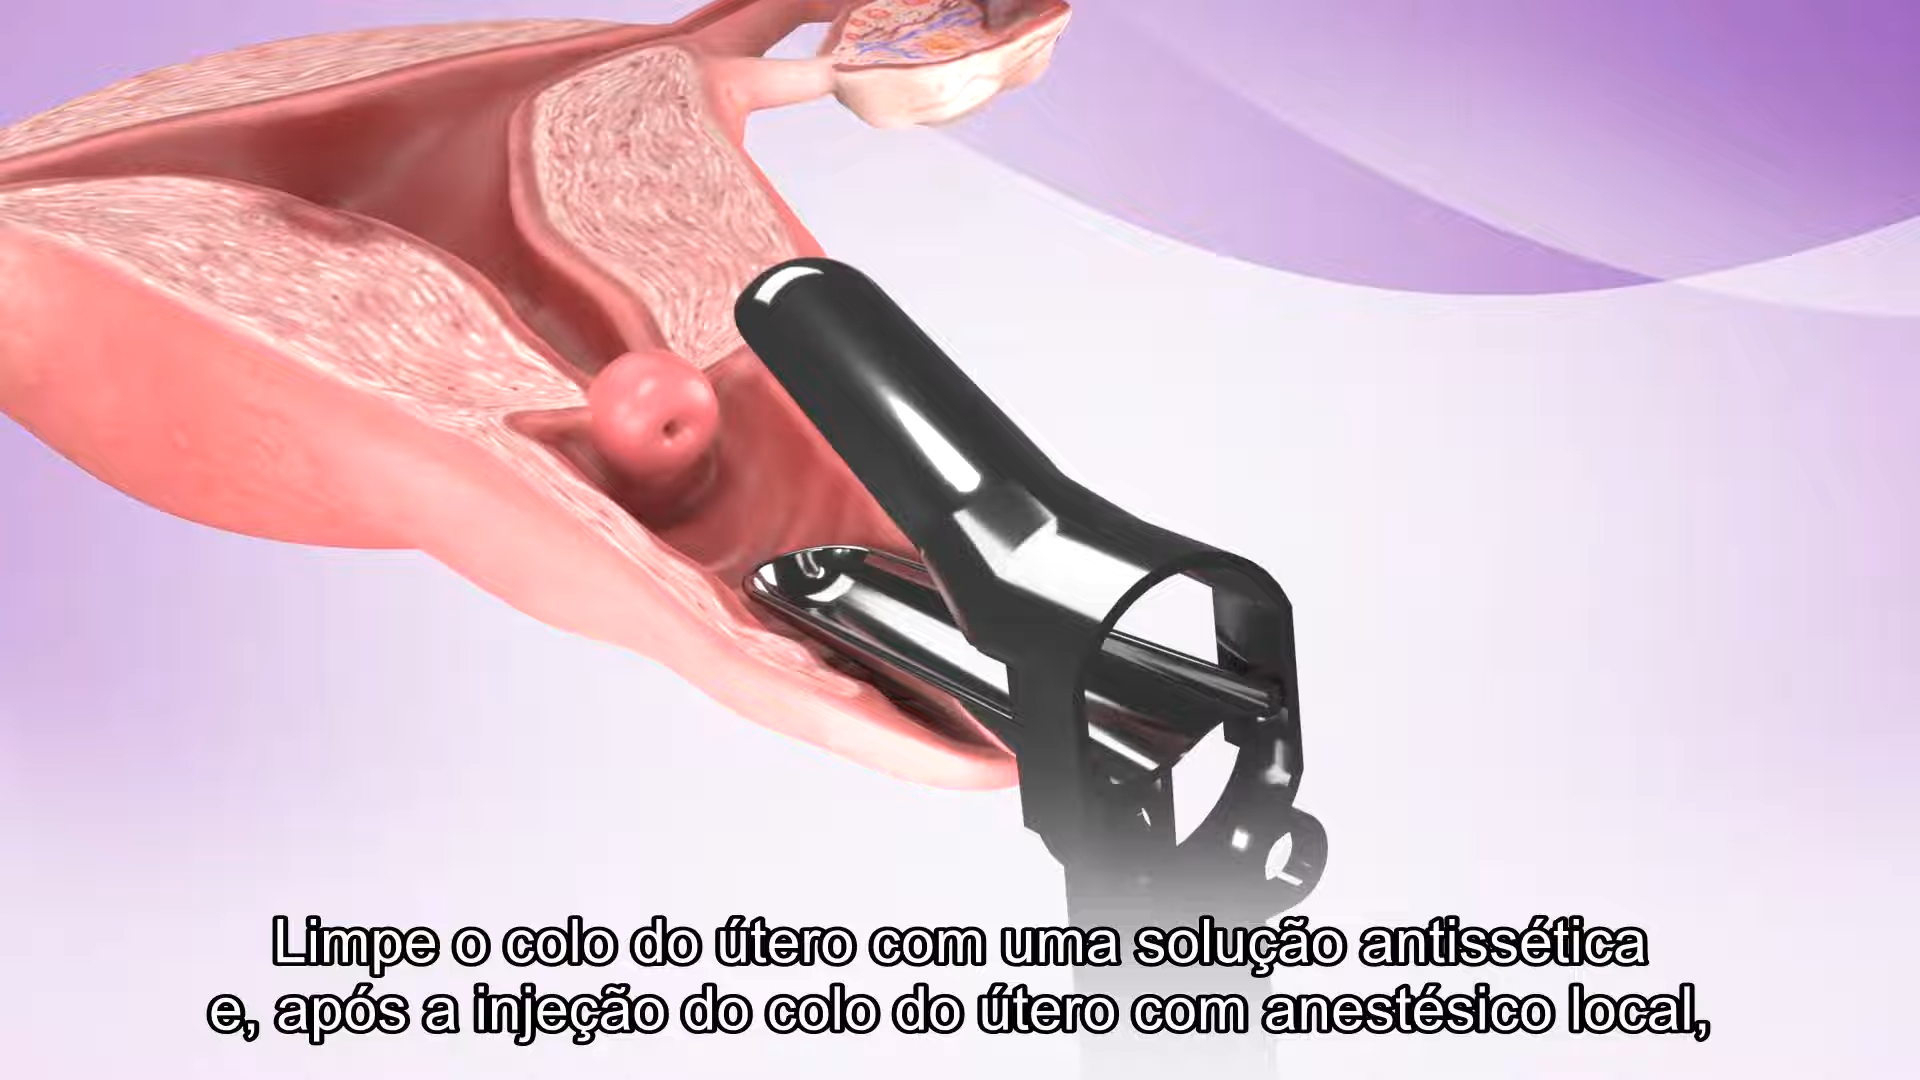 Limpe o colo do útero com uma solução antissética
e, após a injeção do colo do útero com anestésico local,